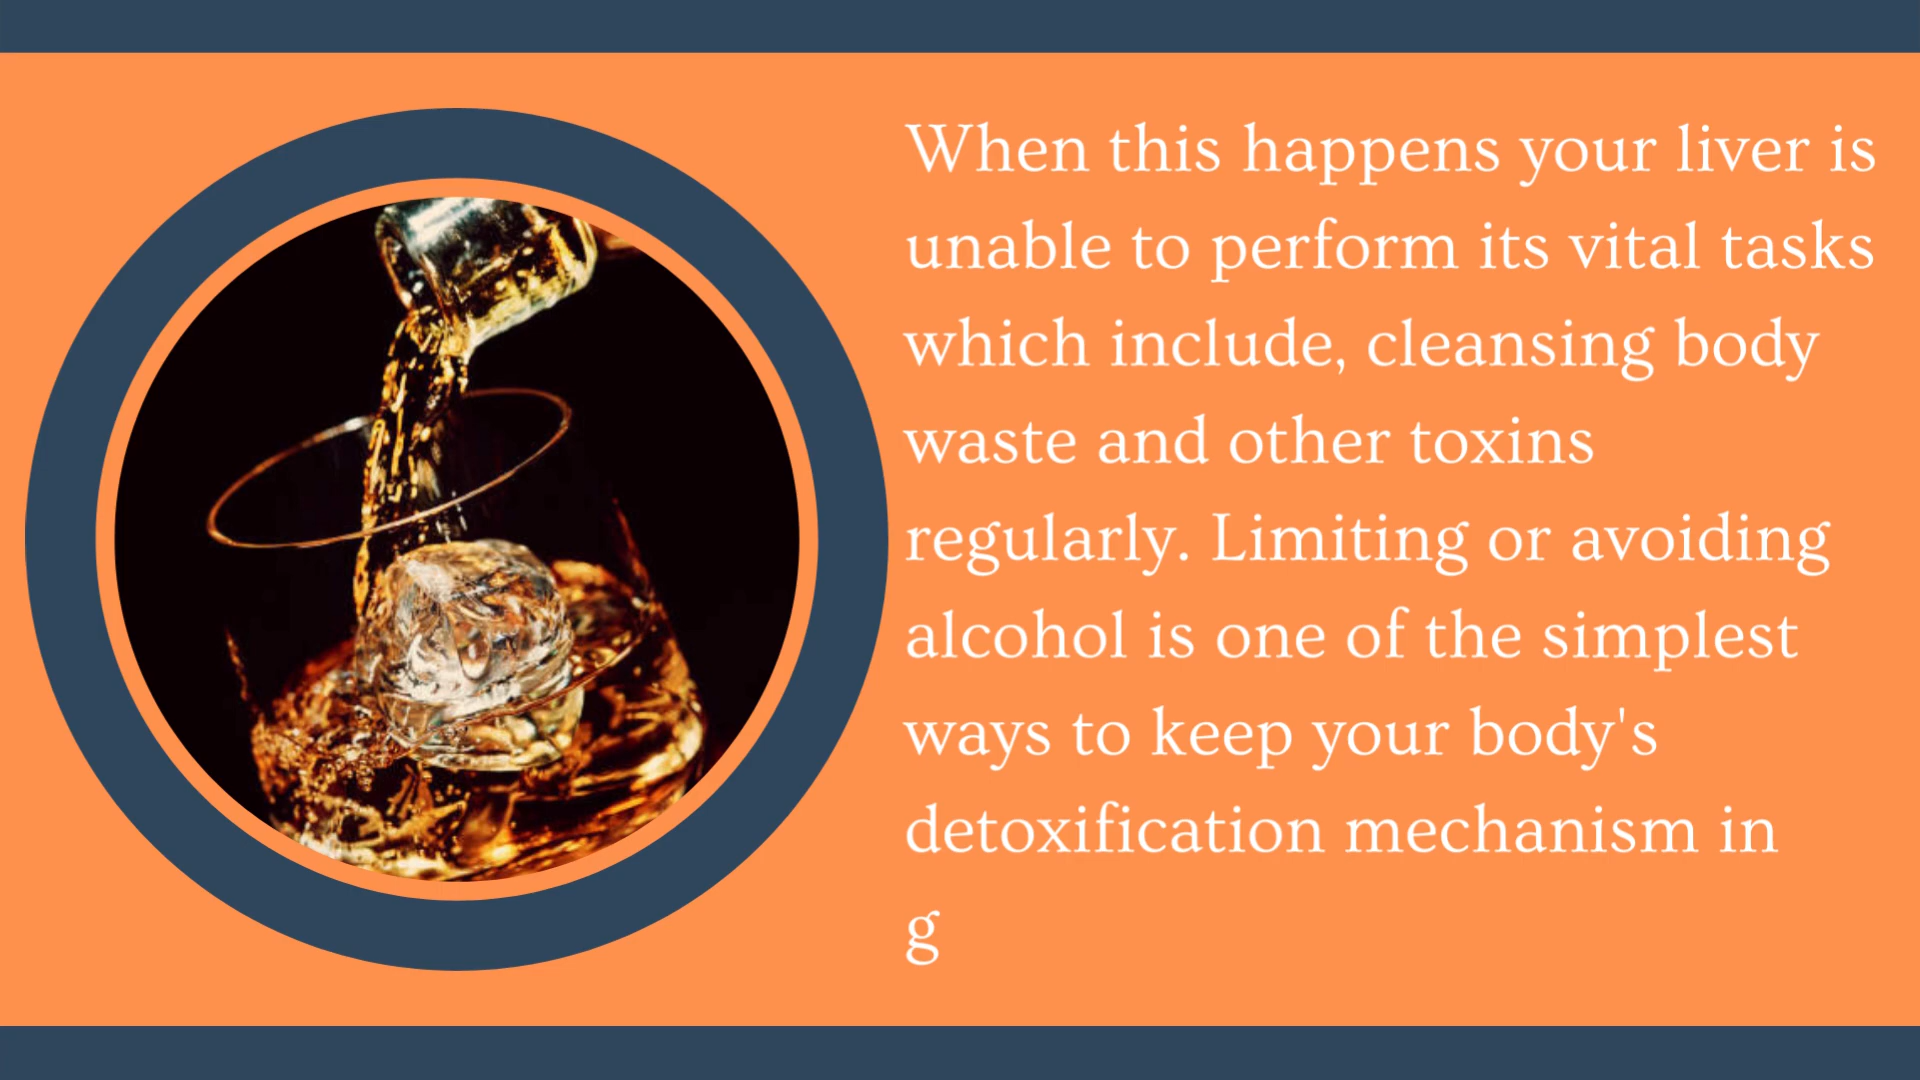 When this happens your liver is
unable to perform its vital tasks
which include, cleansing body
waste and other toxins
regularly. Limiting or avoiding
alcohol is one of the simplest
ways to keep your body's
detoxification mechanism in
g